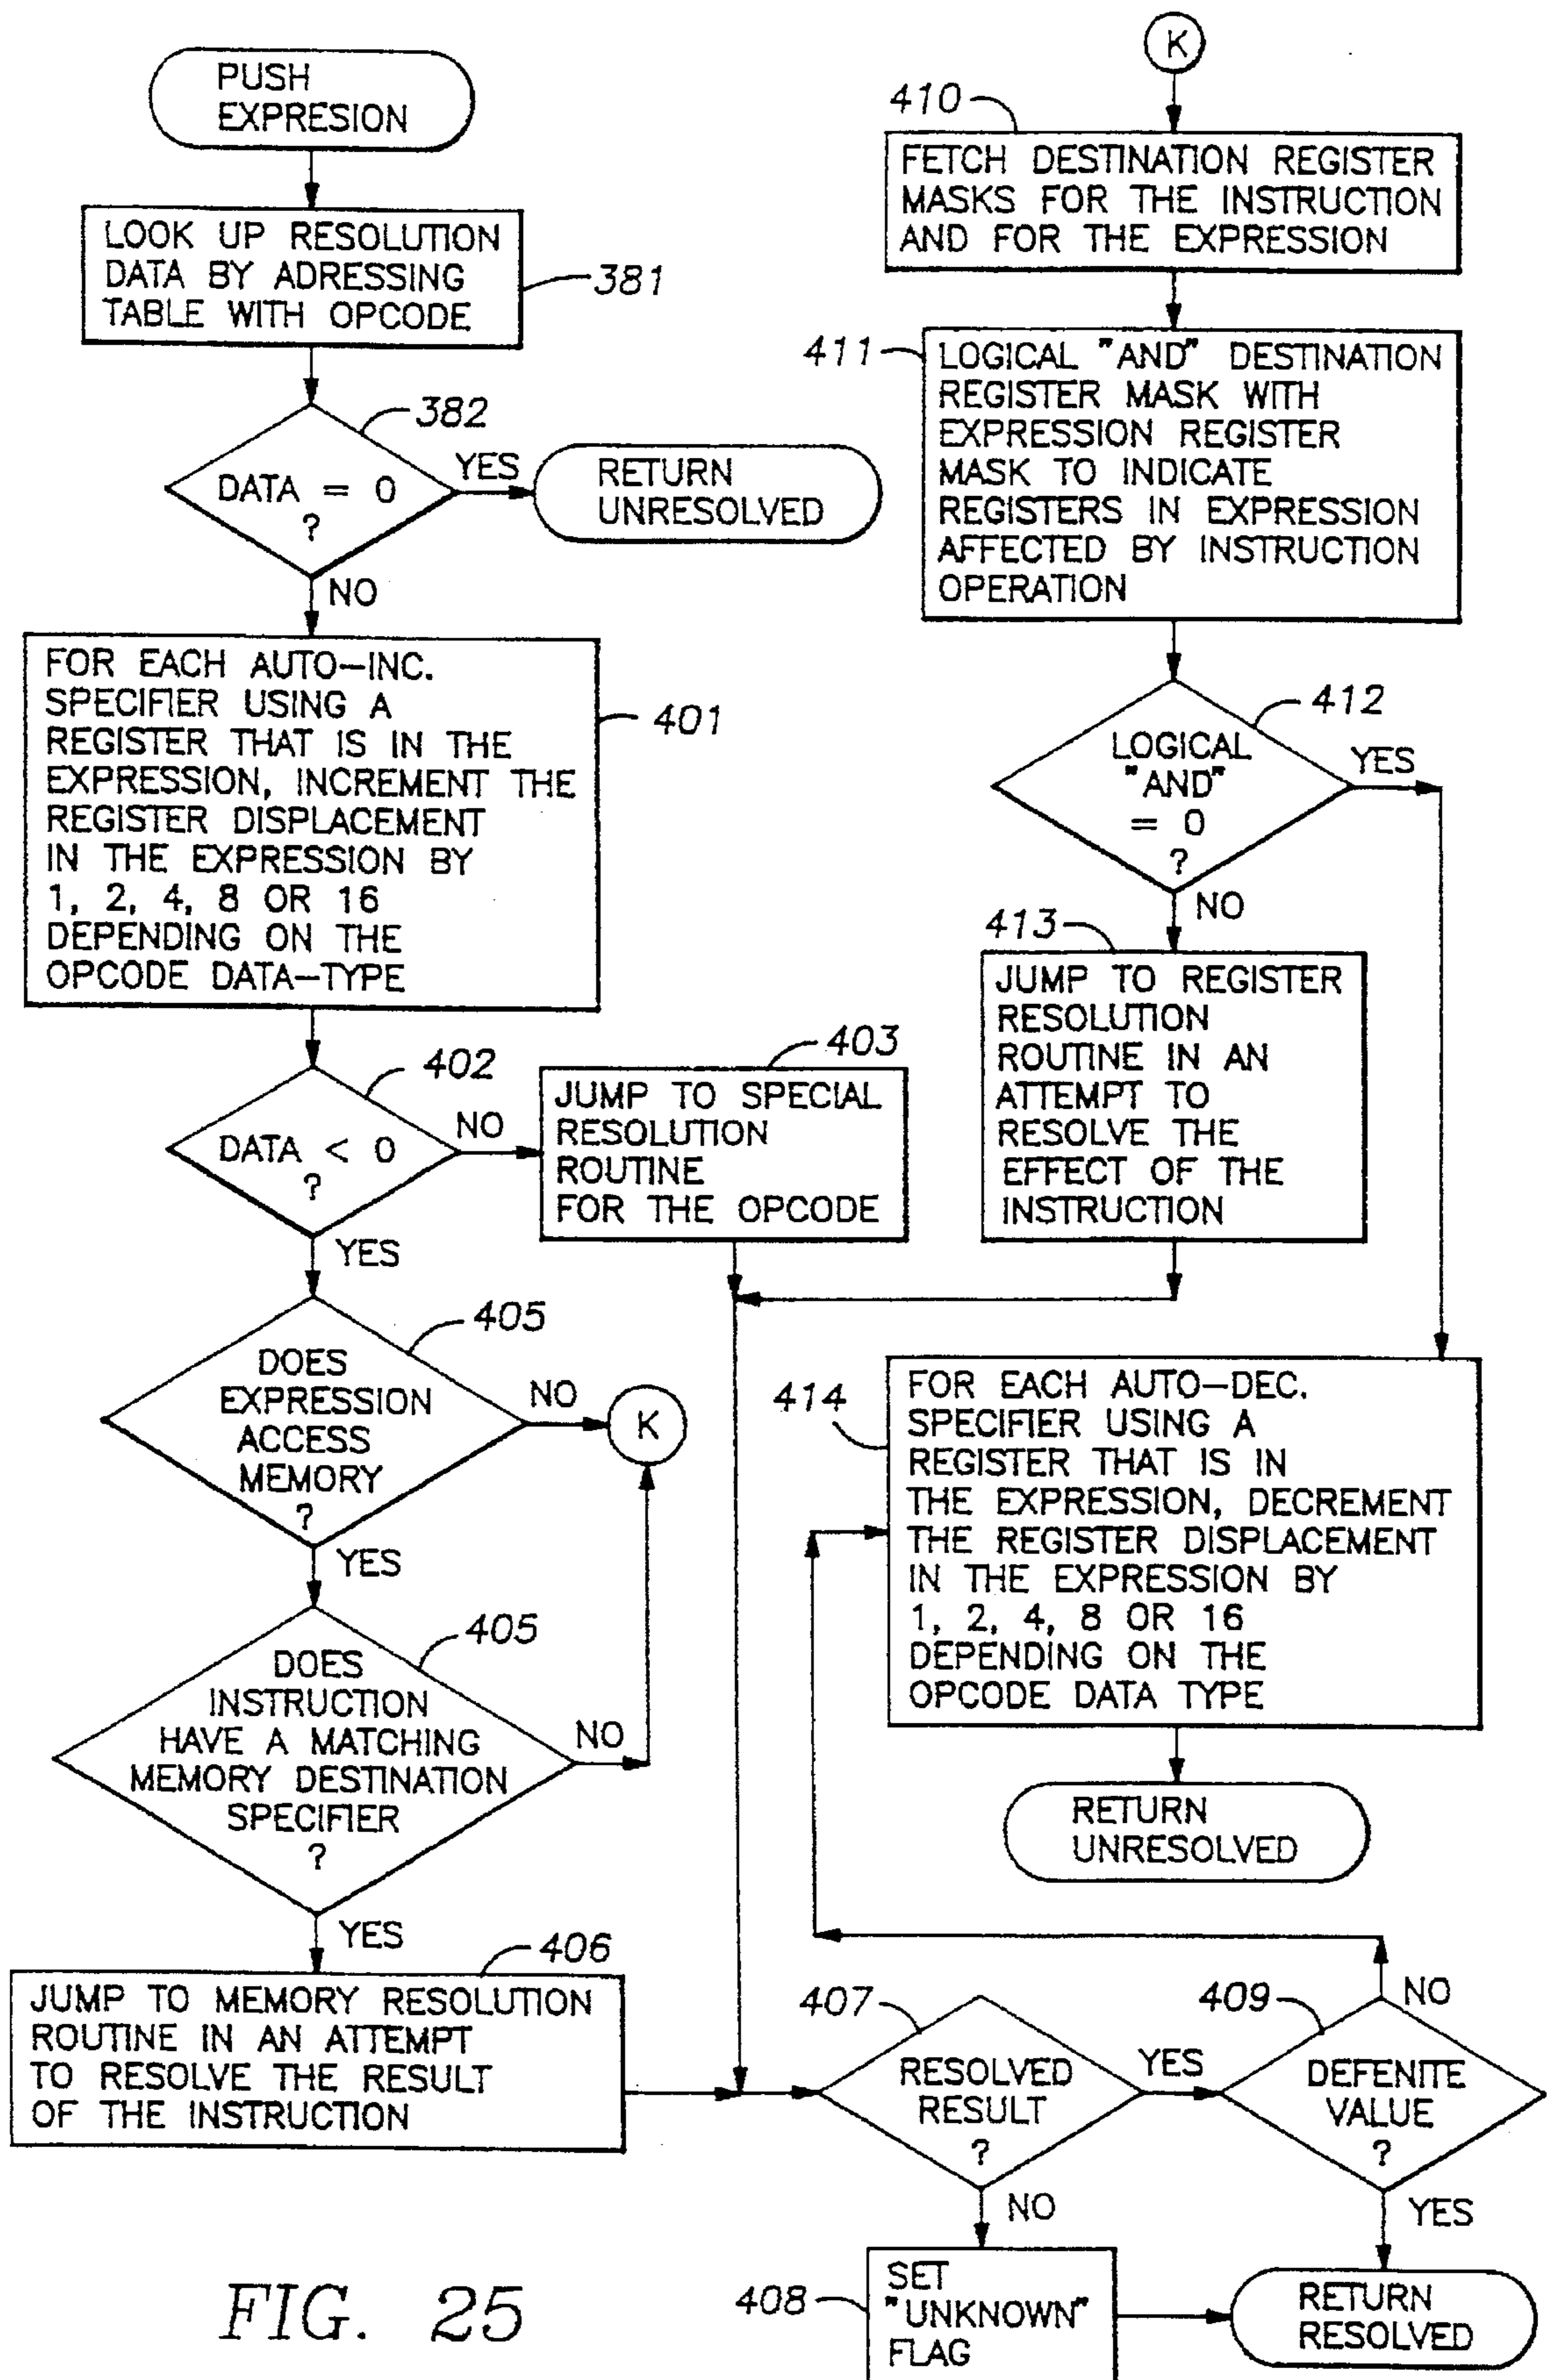 PUSH
EXPRESION
LOOK UP RESOLUTION
DATA BY ADRESSING
TABLE WITH OPCODE
381
382
DATA = 0
?
YES
RETURN
UNRESOLVED
NO
FOR EACH AUTO-INC.
SPECIFIER USING A
REGISTER THAT IS IN THE
EXPRESSION, INCREMENT THE
REGISTER DISPLACEMENT
IN THE EXPRESSION BY
1, 2, 4, 8 OR 16
DEPENDING ON THE
OPCODE DATA-TYPE
401
402
DATA < 0
?
NO
403
JUMP TO SPECIAL
RESOLUTION
ROUTINE
FOR THE OPCODE
YES
405
DOES
EXPRESSION
ACCESS
MEMORY
?
NO
K
YES
405
DOES
INSTRUCTION
HAVE A MATCHING
MEMORY DESTINATION
SPECIFIER
?
NO
YES
406
JUMP TO MEMORY RESOLUTION
ROUTINE IN AN ATTEMPT
TO RESOLVE THE RESULT
OF THE INSTRUCTION
K
410
FETCH DESTINATION REGISTER
MASKS FOR THE INSTRUCTION
AND FOR THE EXPRESSION
411
LOGICAL "AND" DESTINATION
REGISTER MASK WITH
EXPRESSION REGISTER
MASK TO INDICATE
REGISTERS IN EXPRESSION
AFFECTED BY INSTRUCTION
OPERATION
412
LOGICAL
"AND"
= 0
?
YES
NO
413
JUMP TO REGISTER
RESOLUTION
ROUTINE IN AN
ATTEMPT TO
RESOLVE THE
EFFECT OF THE
INSTRUCTION
414
FOR EACH AUTO-DEC.
SPECIFIER USING A
REGISTER THAT IS IN
THE EXPRESSION, DECREMENT
THE REGISTER DISPLACEMENT
IN THE EXPRESSION BY
1, 2, 4, 8 OR 16
DEPENDING ON THE
OPCODE DATA TYPE
RETURN
UNRESOLVED
407
RESOLVED
RESULT
?
YES
409
DEFENITE
VALUE
?
NO
YES
NO
408
SET
"UNKNOWN"
FLAG
RETURN
RESOLVED
FIG. 25